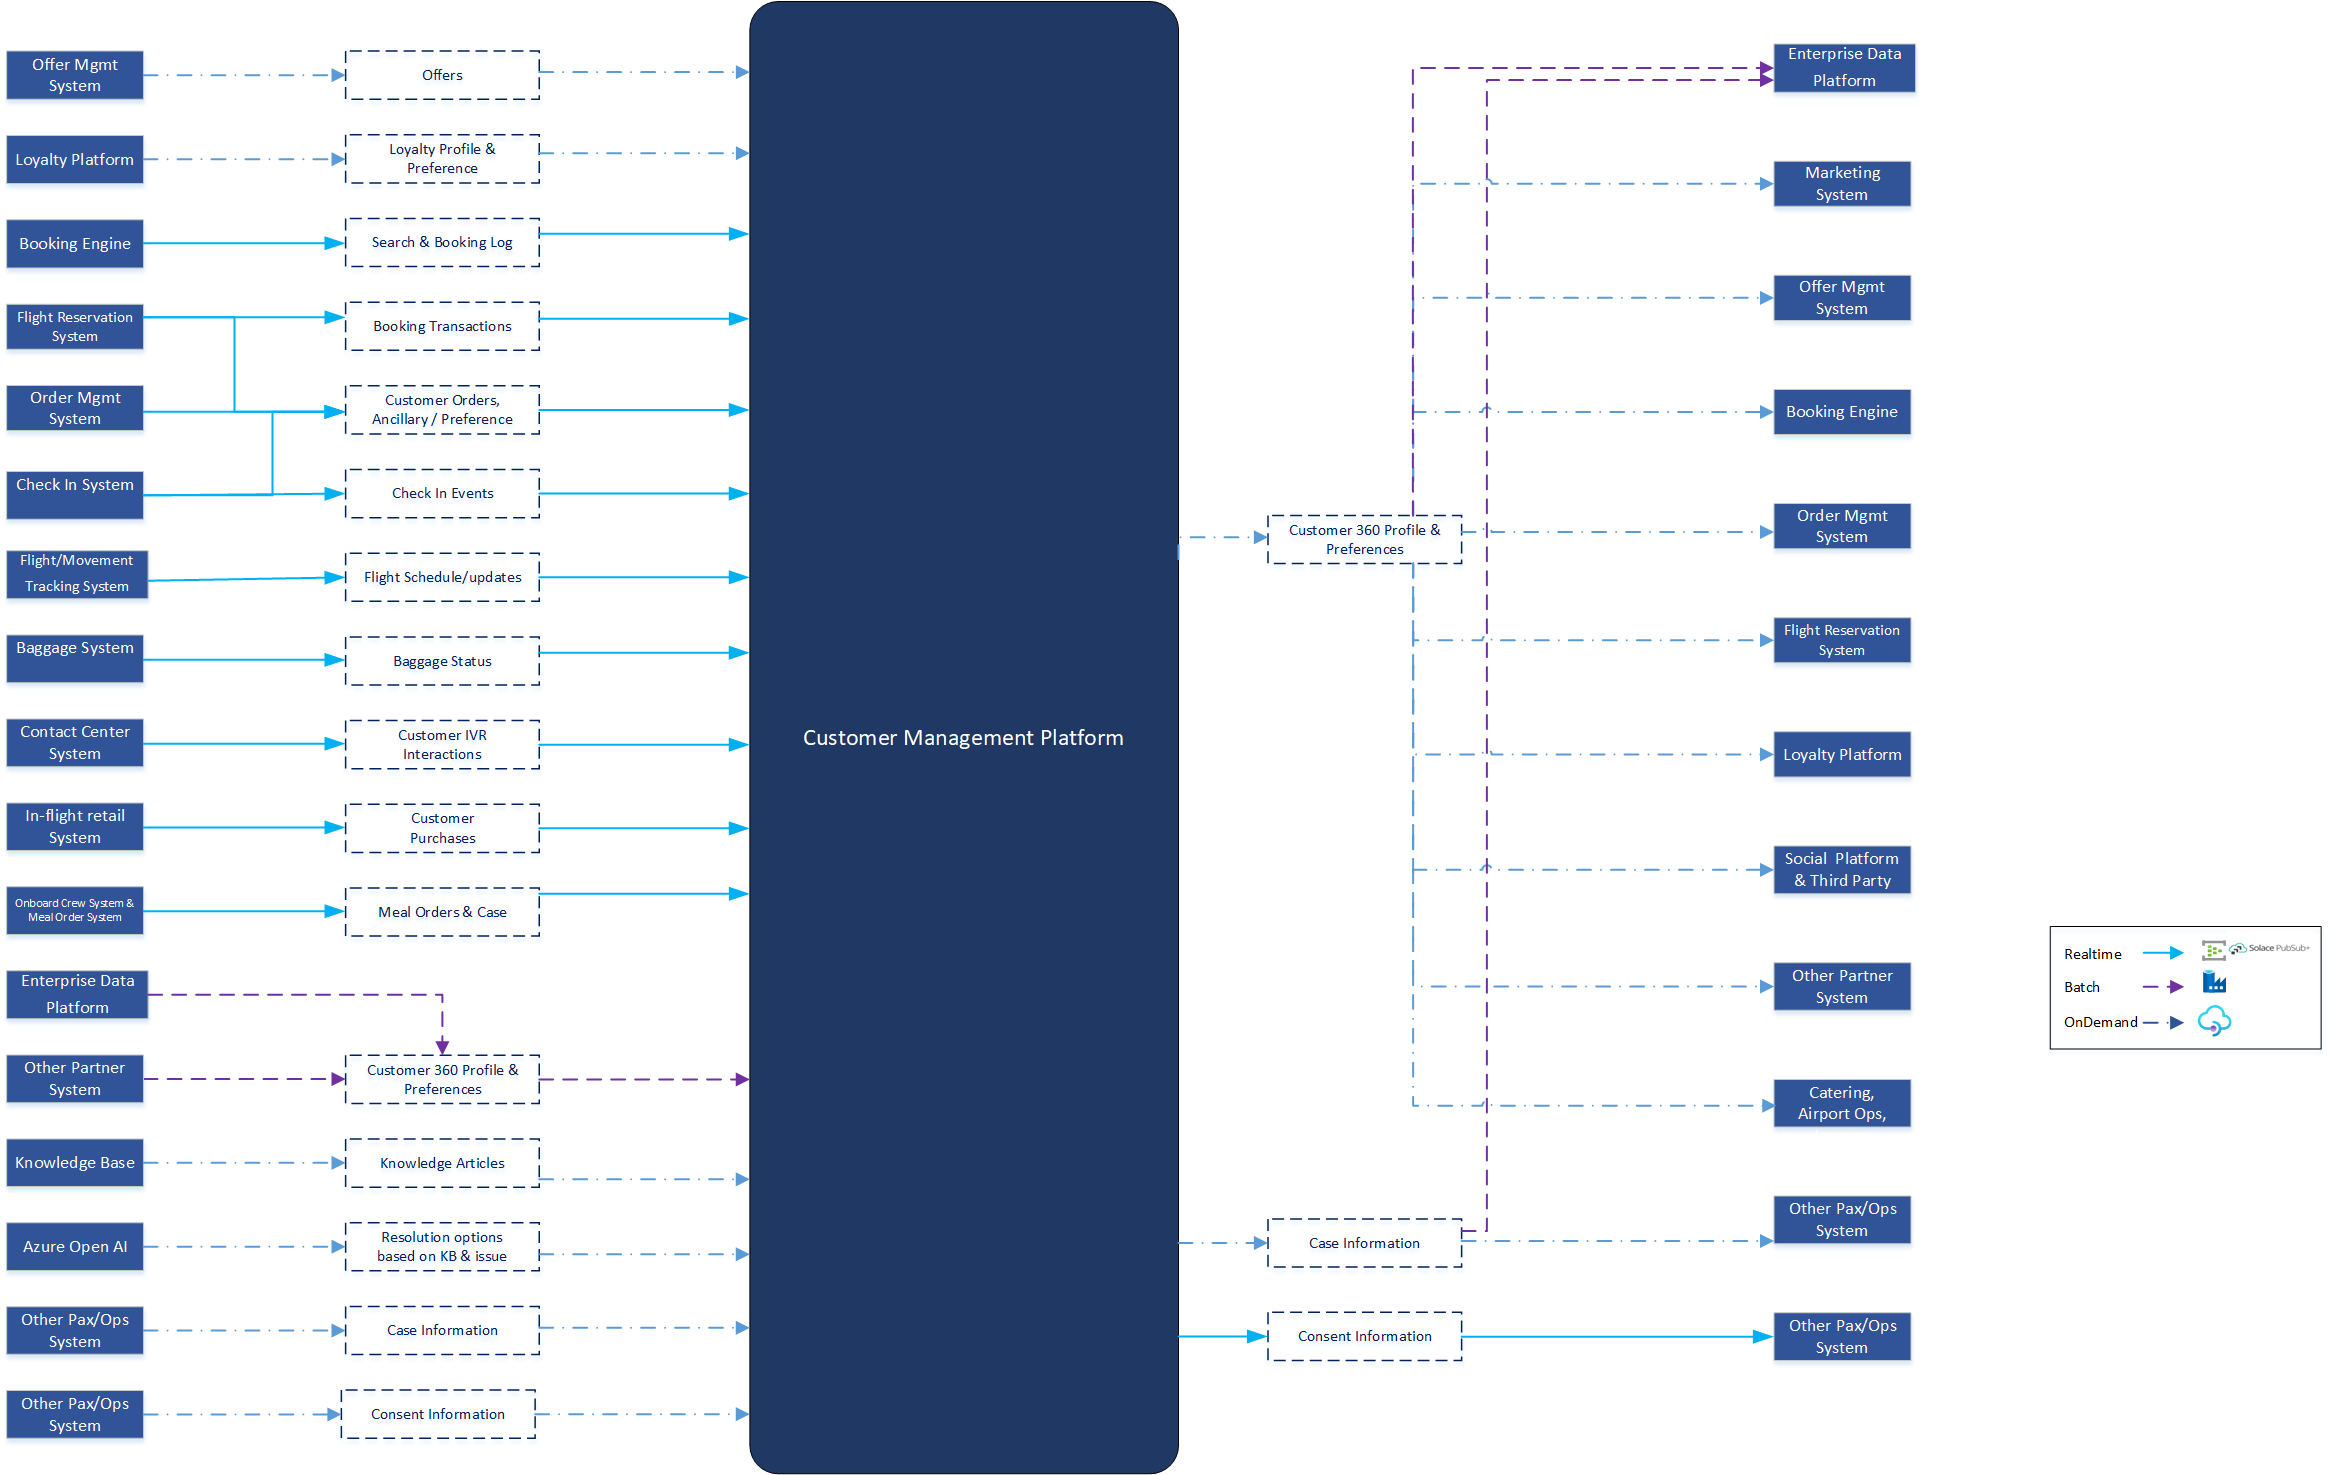 Offer Mgmt
System
Offers
Loyalty Platform
Loyalty Profile &
Preference
Booking Engine
Search & Booking Log
Flight Reservation
System
Booking Transactions
Order Mgmt
System
Customer Orders,
Ancillary / Preference
Check In System
Check In Events
Flight/Movement
Tracking System
Flight Schedule/updates
Baggage System
Baggage Status
Contact Center
System
Customer IVR
Interactions
In-flight retail
System
Customer
Purchases
Onboard Crew System &
Meal Order System
Meal Orders & Case
Enterprise Data
Platform
Other Partner
System
Customer 360 Profile &
Preferences
Knowledge Base
Knowledge Articles
Azure Open AI
Resolution options
based on KB & issue
Other Pax/Ops
System
Case Information
Other Pax/Ops
System
Consent Information
Customer Management Platform
Customer 360 Profile &
Preferences
Case Information
Consent Information
Enterprise Data
Platform
Marketing
System
Offer Mgmt
System
Booking Engine
Order Mgmt
System
Flight Reservation
System
Loyalty Platform
Social Platform
& Third Party
Other Partner
System
Catering,
Airport Ops,
Other Pax/Ops
System
Other Pax/Ops
System
Realtime
Solace PubSub+
Batch
OnDemand